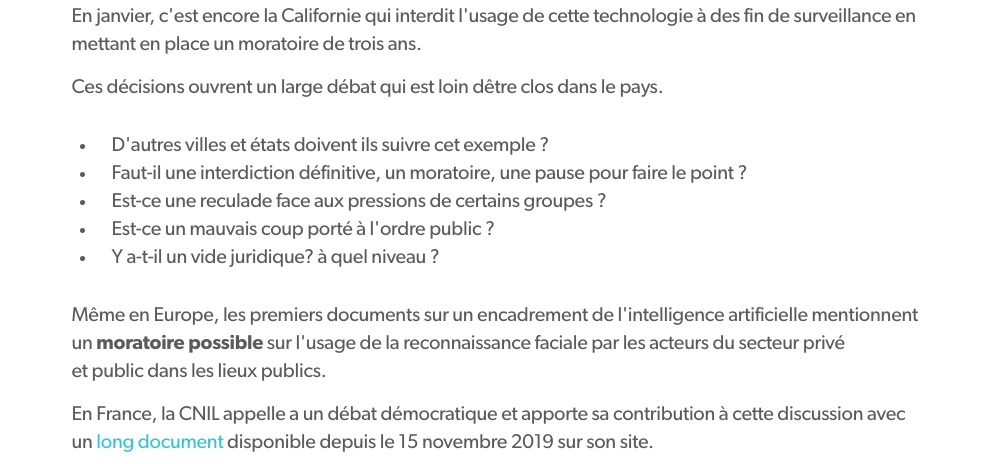 En janvier, c'est encore la Californie qui interdit l'usage de cette technologie à des fin de surveillance en
mettant en place un moratoire de trois ans.
Ces décisions ouvrent un large débat qui est loin dêtre clos dans le pays.
• D'autres villes et états doivent ils suivre cet exemple ?
• Faut-il une interdiction définitive, un moratoire, une pause pour faire le point ?
• Est-ce une reculade face aux pressions de certains groupes ?
• Est-ce un mauvais coup porté à l'ordre public ?
• Y a-t-il un vide juridique? à quel niveau ?
Même en Europe, les premiers documents sur un encadrement de l'intelligence artificielle mentionnent
un moratoire possible sur l'usage de la reconnaissance faciale par les acteurs du secteur privé
et public dans les lieux publics.
En France, la CNIL appelle a un débat démocratique et apporte sa contribution à cette discussion avec
un long document disponible depuis le 15 novembre 2019 sur son site.